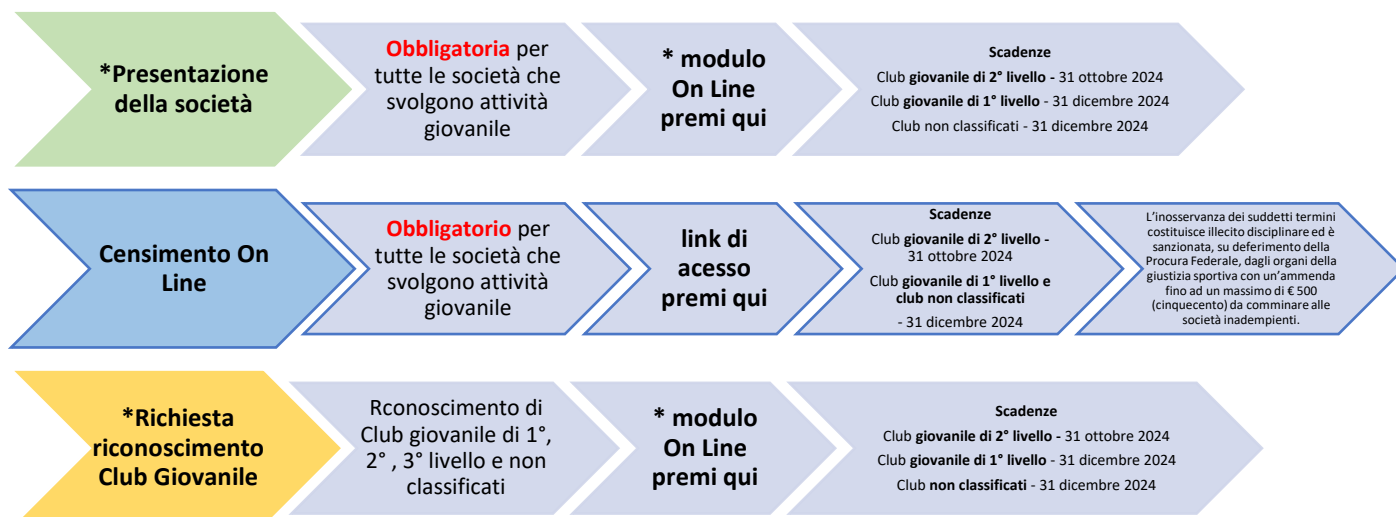 *Presentazione
della società
Obbligatoria per
tutte le società che
svolgono attività
giovanile
* modulo
On Line
premi qui
Scadenze
Club giovanile di 2° livello - 31 ottobre 2024
Club giovanile di 1° livello - 31 dicembre 2024
Club non classificati - 31 dicembre 2024
Censimento On
Line
Obbligatorio per
tutte le società che
svolgono attività
giovanile
link di
acesso
premi qui
Scadenze
Club giovanile di 2° livello -
31 ottobre 2024
Club giovanile di 1° livello e
club non classificati
- 31 dicembre 2024
L'inosservanza dei suddetti termini
costituisce illecito disciplinare ed è
sanzionata, su deferimento della
Procura Federale, dagli organi della
giustizia sportiva con un'ammenda
fino ad un massimo di € 500
(cinquecento) da comminare alle
società inadempienti.
*Richiesta
riconoscimento
Club Giovanile
Rconoscimento di
Club giovanile di 1°,
2° , 3° livello e non
classificati
* modulo
On Line
premi qui
Scadenze
Club giovanile di 2° livello - 31 ottobre 2024
Club giovanile di 1° livello - 31 dicembre 2024
Club non classificati - 31 dicembre 2024